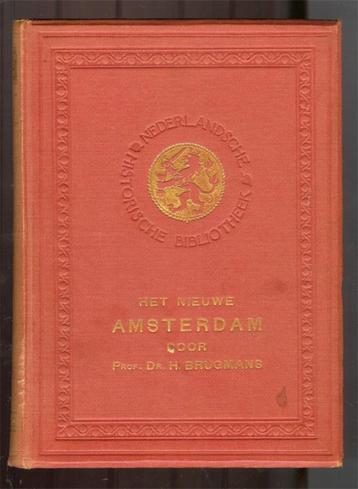 NEDERLANDSCHE
HISTORISCHE BIBLIOTHEEK
HET NIEUWE
AMSTERDAM
DOOR
PROF. DR. H. BRUGMANS